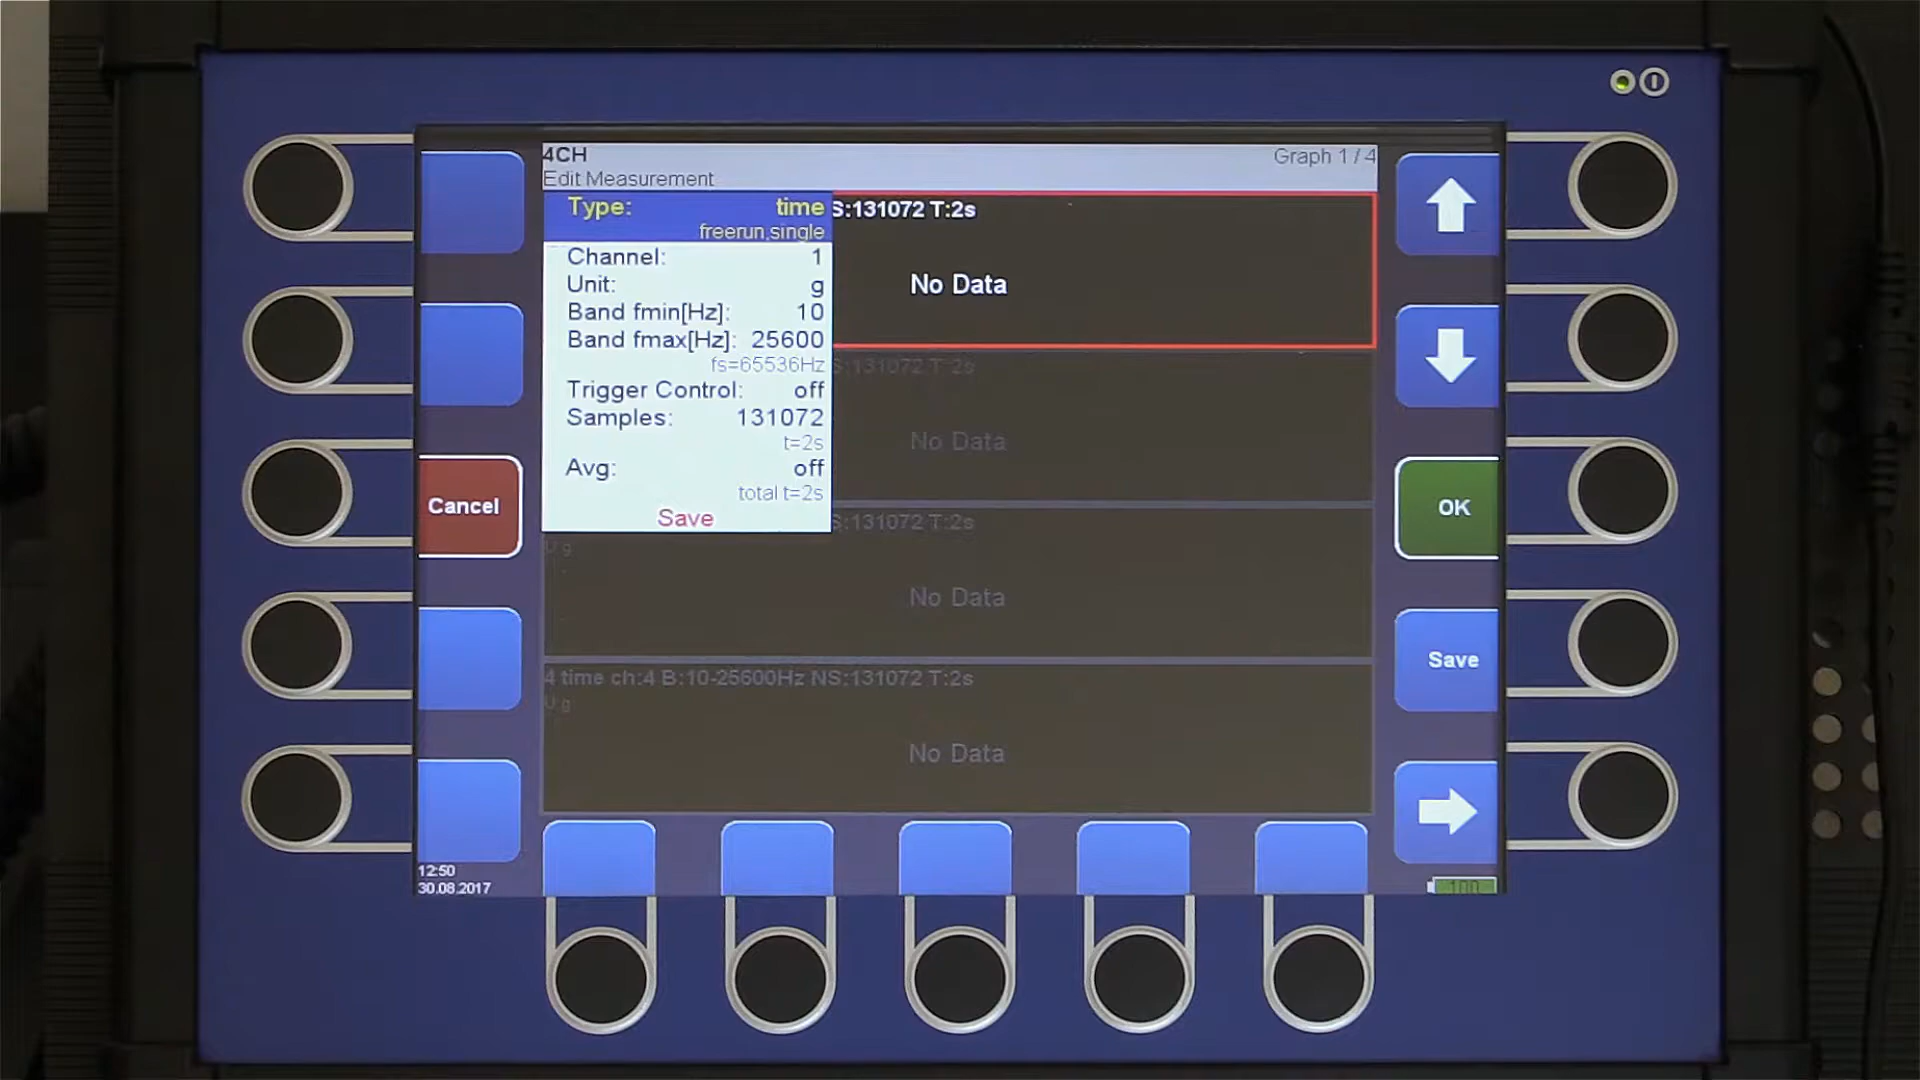 4CH
Graph 1 / 4
Edit Measurement
Type: time
freerun,single
S:131072 T:2s
Channel: 1
Unit: g
No Data
Band fmin[Hz]: 10
Band fmax[Hz]: 25600
fs=65536Hz
S:131072 T:2s
Trigger Control: off
Samples: 131072
t=2s
No Data
Avg: off
total t=2s
Save
S:131072 T:2s
U:g
No Data
4 time ch:4 B:10-25600Hz NS:131072 T:2s
U:g
No Data
Cancel
OK
Save
12:50
30.08.2017
100